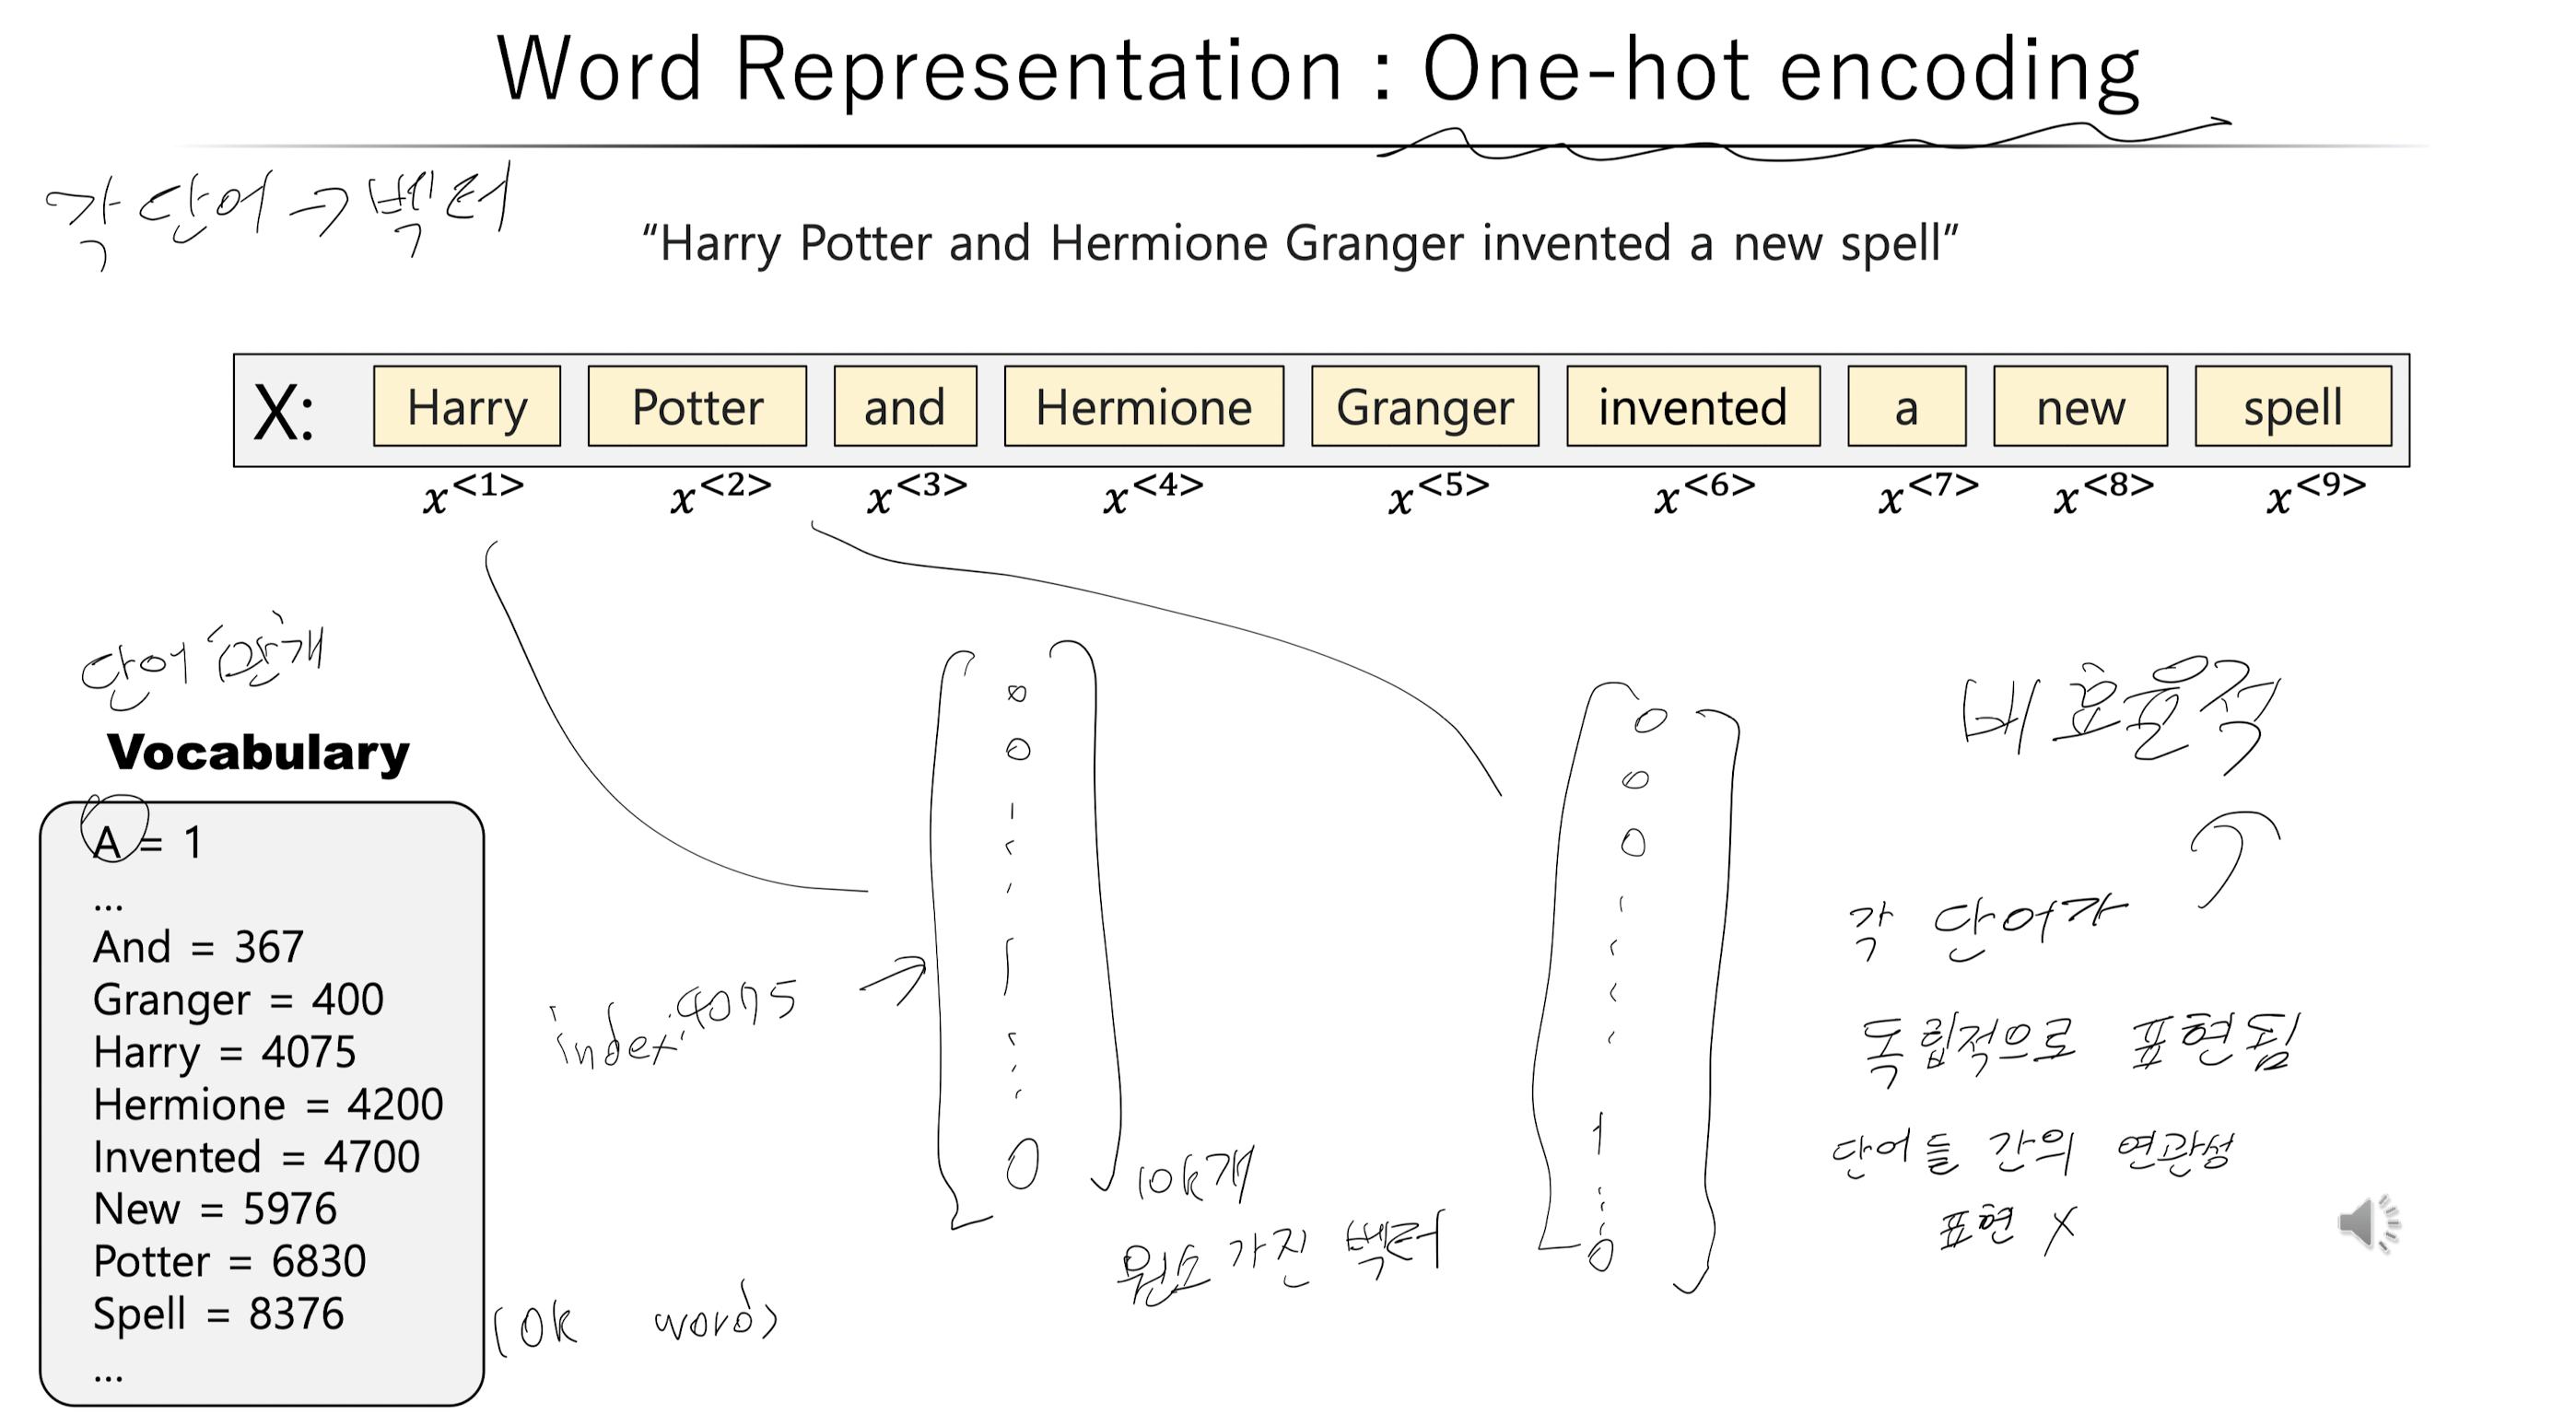 Word Representation : One-hot encoding
각 단어 → 벡터
“Harry Potter and Hermione Granger invented a new spell”
X: Harry Potter and Hermione Granger invented a new spell
x<1> x<2> x<3> x<4> x<5> x<6> x<7> x<8> x<9>
단어
Vocabulary
A = 1
...
And = 367
Granger = 400
Harry = 4075
Hermione = 4200
Invented = 4700
New = 5976
Potter = 6830
Spell = 8376
...
10k words
index: 4075 →
0
0
1
0
10k개
원소 가진 벡터
0
0
0
1
0
비효율적
각 단어가
독립적으로 표현됨
단어들 간의 연관성
표현 X